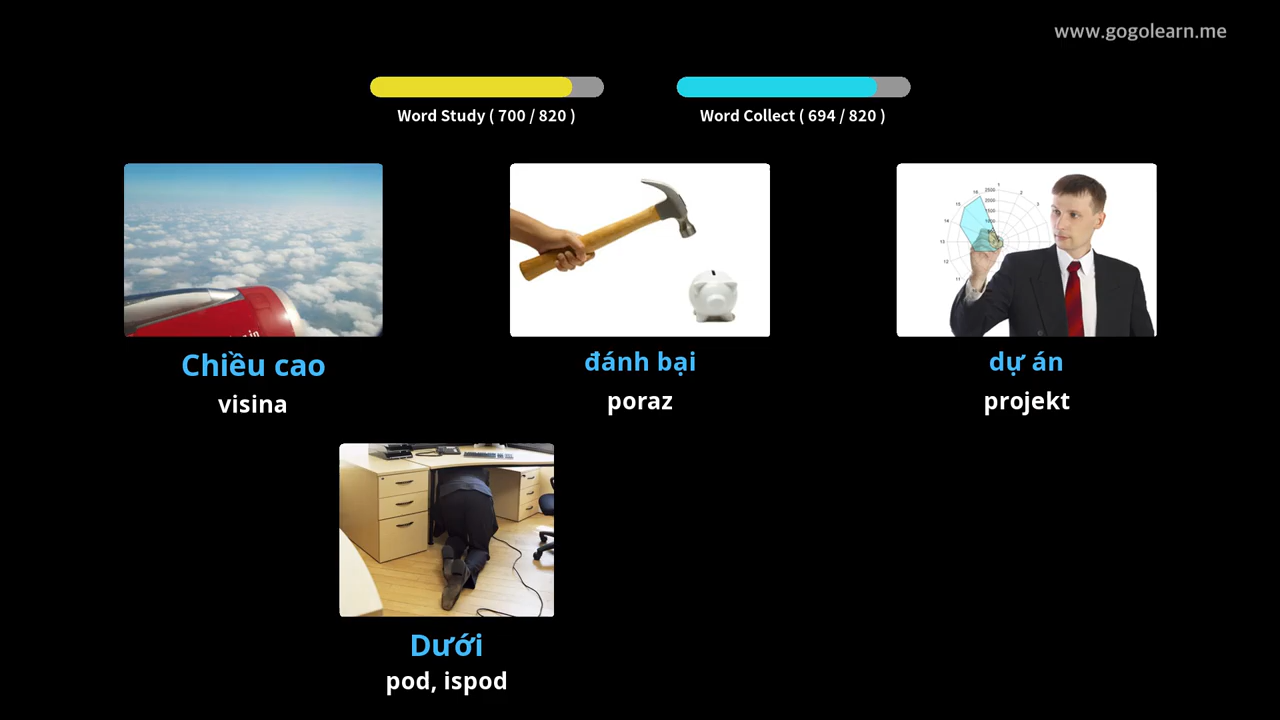 www.gogolearn.me
Word Study ( 700 / 820 )
Word Collect ( 694 / 820 )
Chiều cao
visina
đánh bại
poraz
dự án
projekt
Dưới
pod, ispod